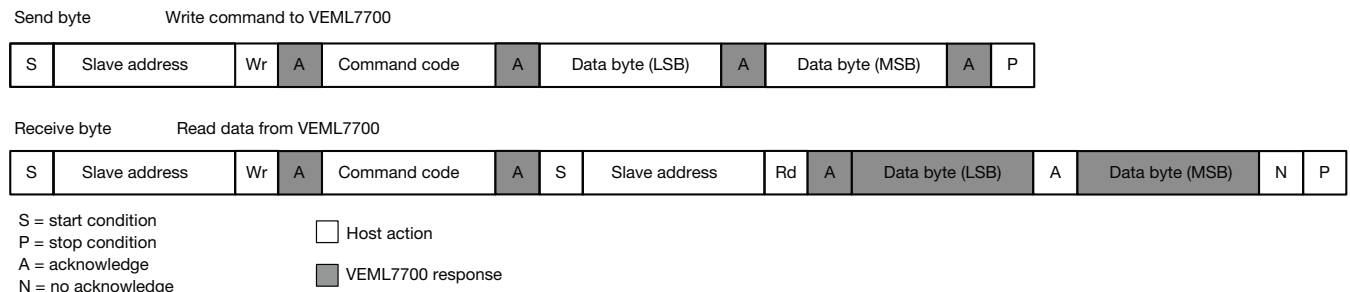 Send byte Write command to VEML7700
S Slave address Wr A Command code A Data byte (LSB) A Data byte (MSB) A P
Receive byte Read data from VEML7700
S Slave address Wr A Command code A S Slave address Rd A Data byte (LSB) A Data byte (MSB) N P
S = start condition
P = stop condition
A = acknowledge
N = no acknowledge
Host action
VEML7700 response